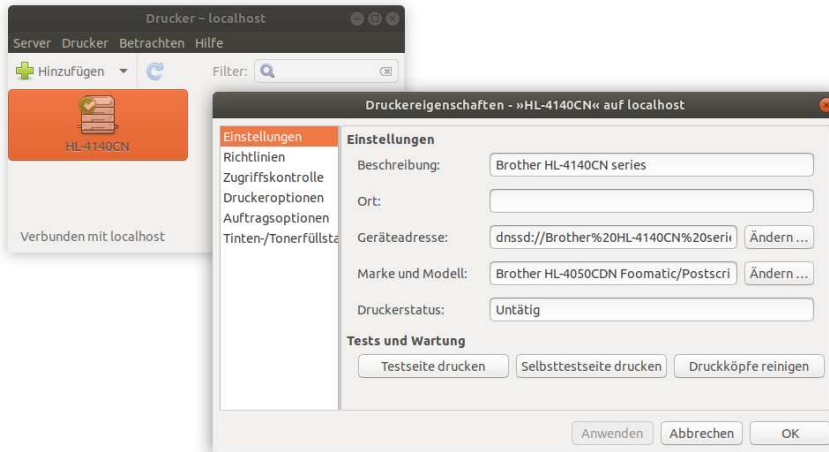 Drucker – localhost
Server Drucker Betrachten Hilfe
Hinzufügen Filter:
HL-4140CN
Verbunden mit localhost
Druckereigenschaften - »HL-4140CN« auf localhost
Einstellungen
Richtlinien
Zugriffskontrolle
Druckeroptionen
Auftragsoptionen
Tinten-/Tonerfüllsta
Einstellungen
Beschreibung: Brother HL-4140CN series
Ort:
Geräteadresse: dnssd://Brother%20HL-4140CN%20seri Ändern ...
Marke und Modell: Brother HL-4050CDN Foomatic/Postscri Ändern ...
Druckerstatus: Untätig
Tests und Wartung
Testseite drucken Selbsttestseite drucken Druckköpfe reinigen
Anwenden Abbrechen OK